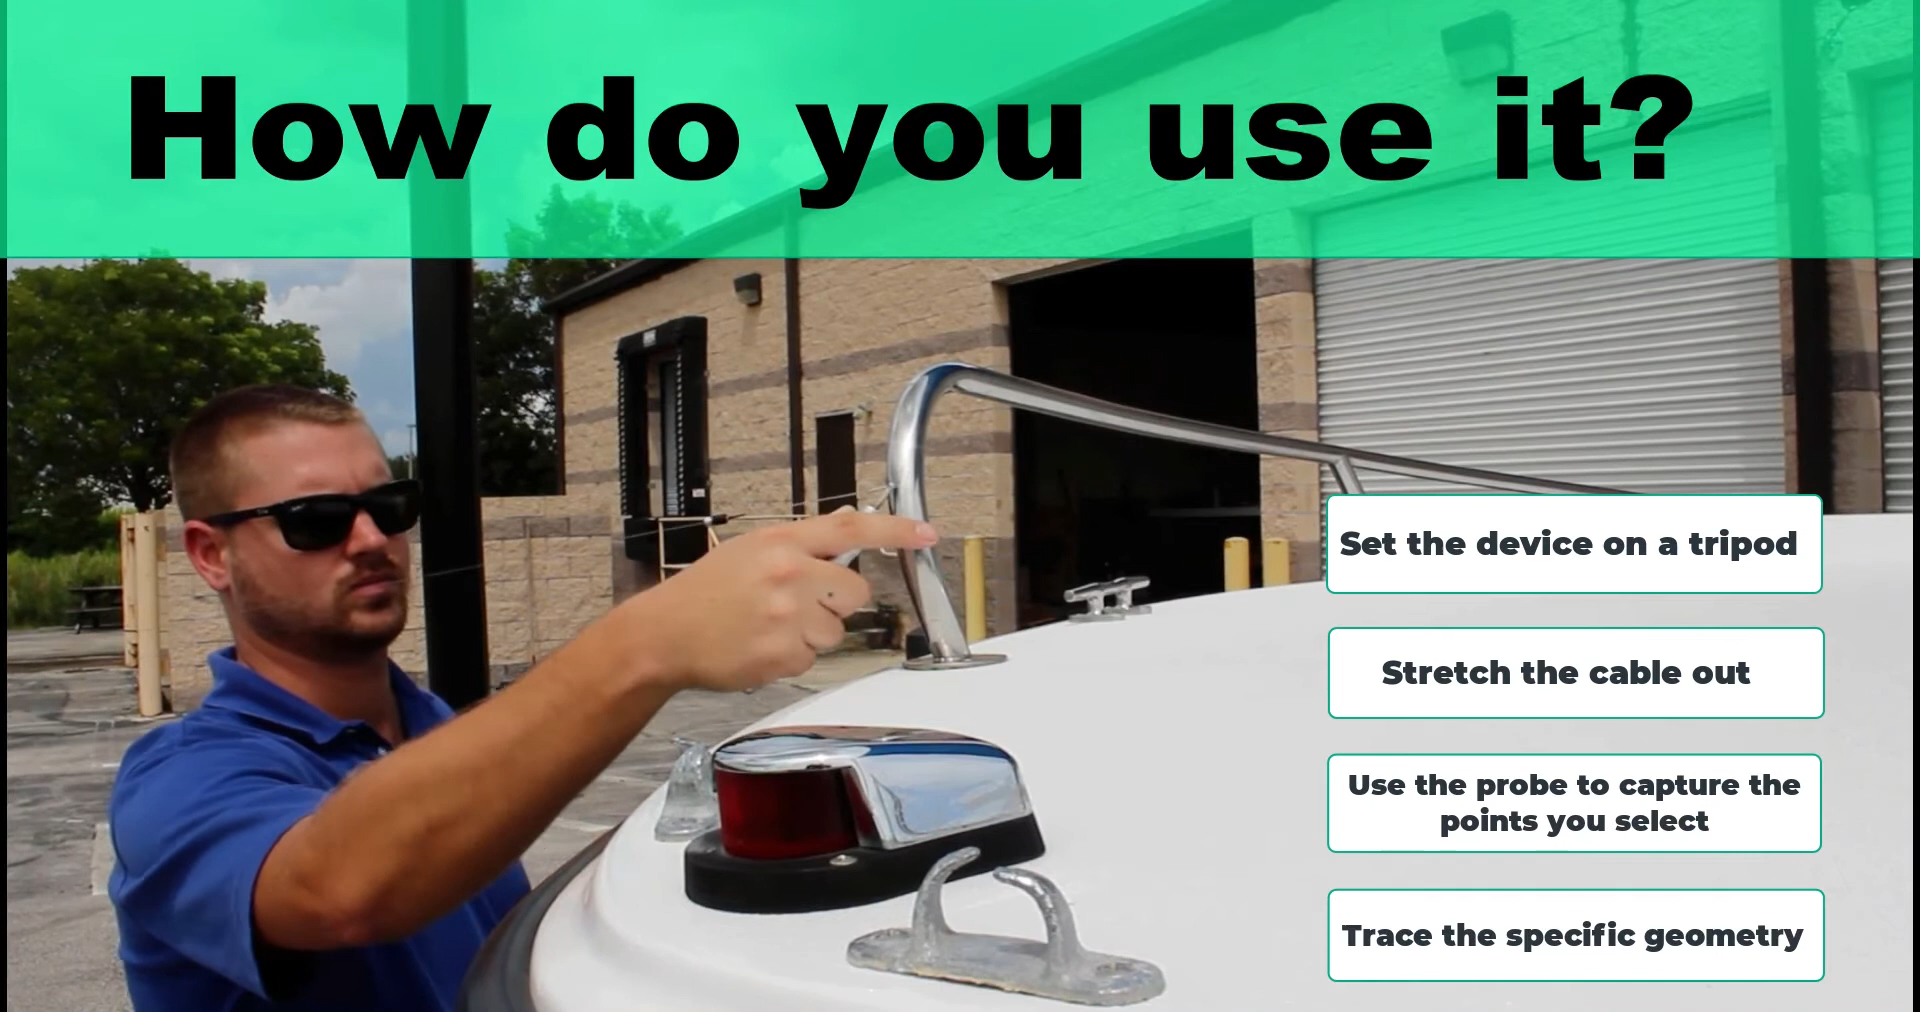 How do you use it?
Set the device on a tripod
Stretch the cable out
Use the probe to capture the
points you select
Trace the specific geometry